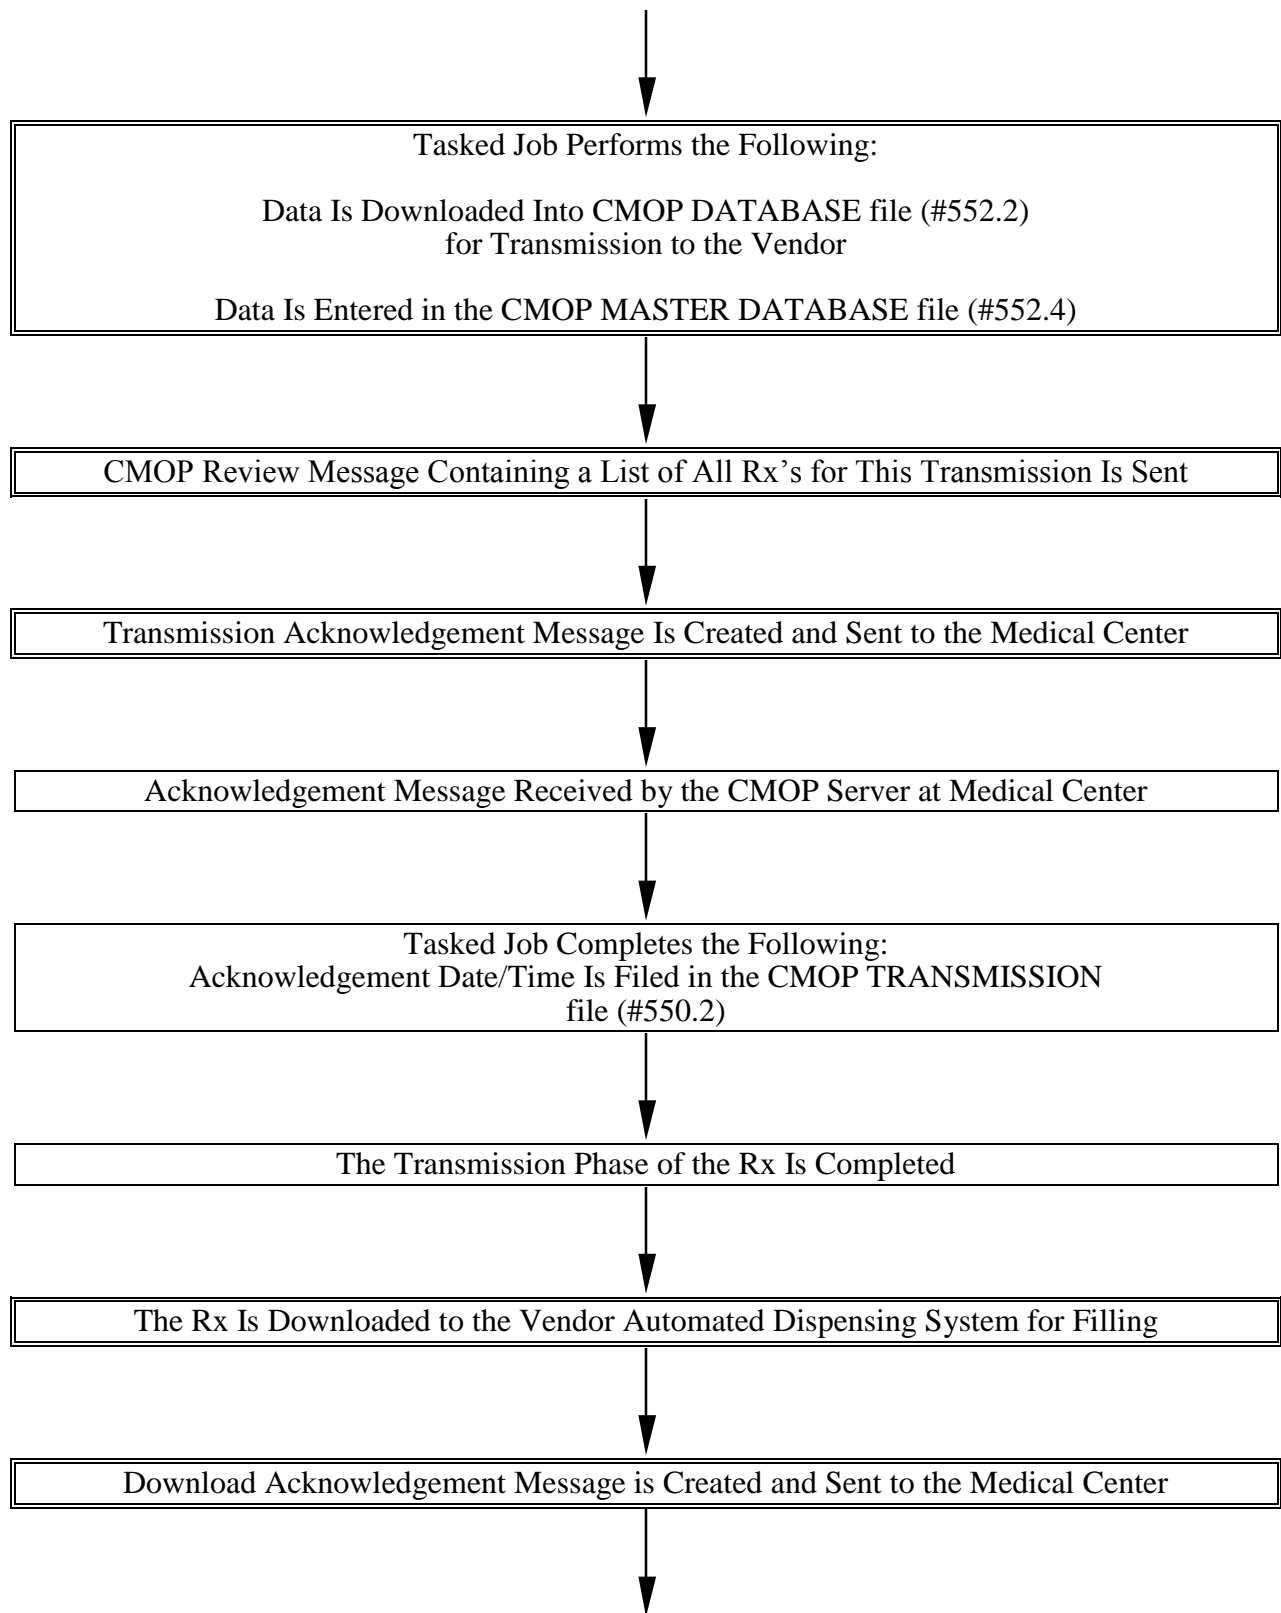 Tasked Job Performs the Following:
Data Is Downloaded Into CMOP DATABASE file (#552.2)
for Transmission to the Vendor
Data Is Entered in the CMOP MASTER DATABASE file (#552.4)
CMOP Review Message Containing a List of All Rx’s for This Transmission Is Sent
Transmission Acknowledgement Message Is Created and Sent to the Medical Center
Acknowledgement Message Received by the CMOP Server at Medical Center
Tasked Job Completes the Following:
Acknowledgement Date/Time Is Filed in the CMOP TRANSMISSION
file (#550.2)
The Transmission Phase of the Rx Is Completed
The Rx Is Downloaded to the Vendor Automated Dispensing System for Filling
Download Acknowledgement Message is Created and Sent to the Medical Center